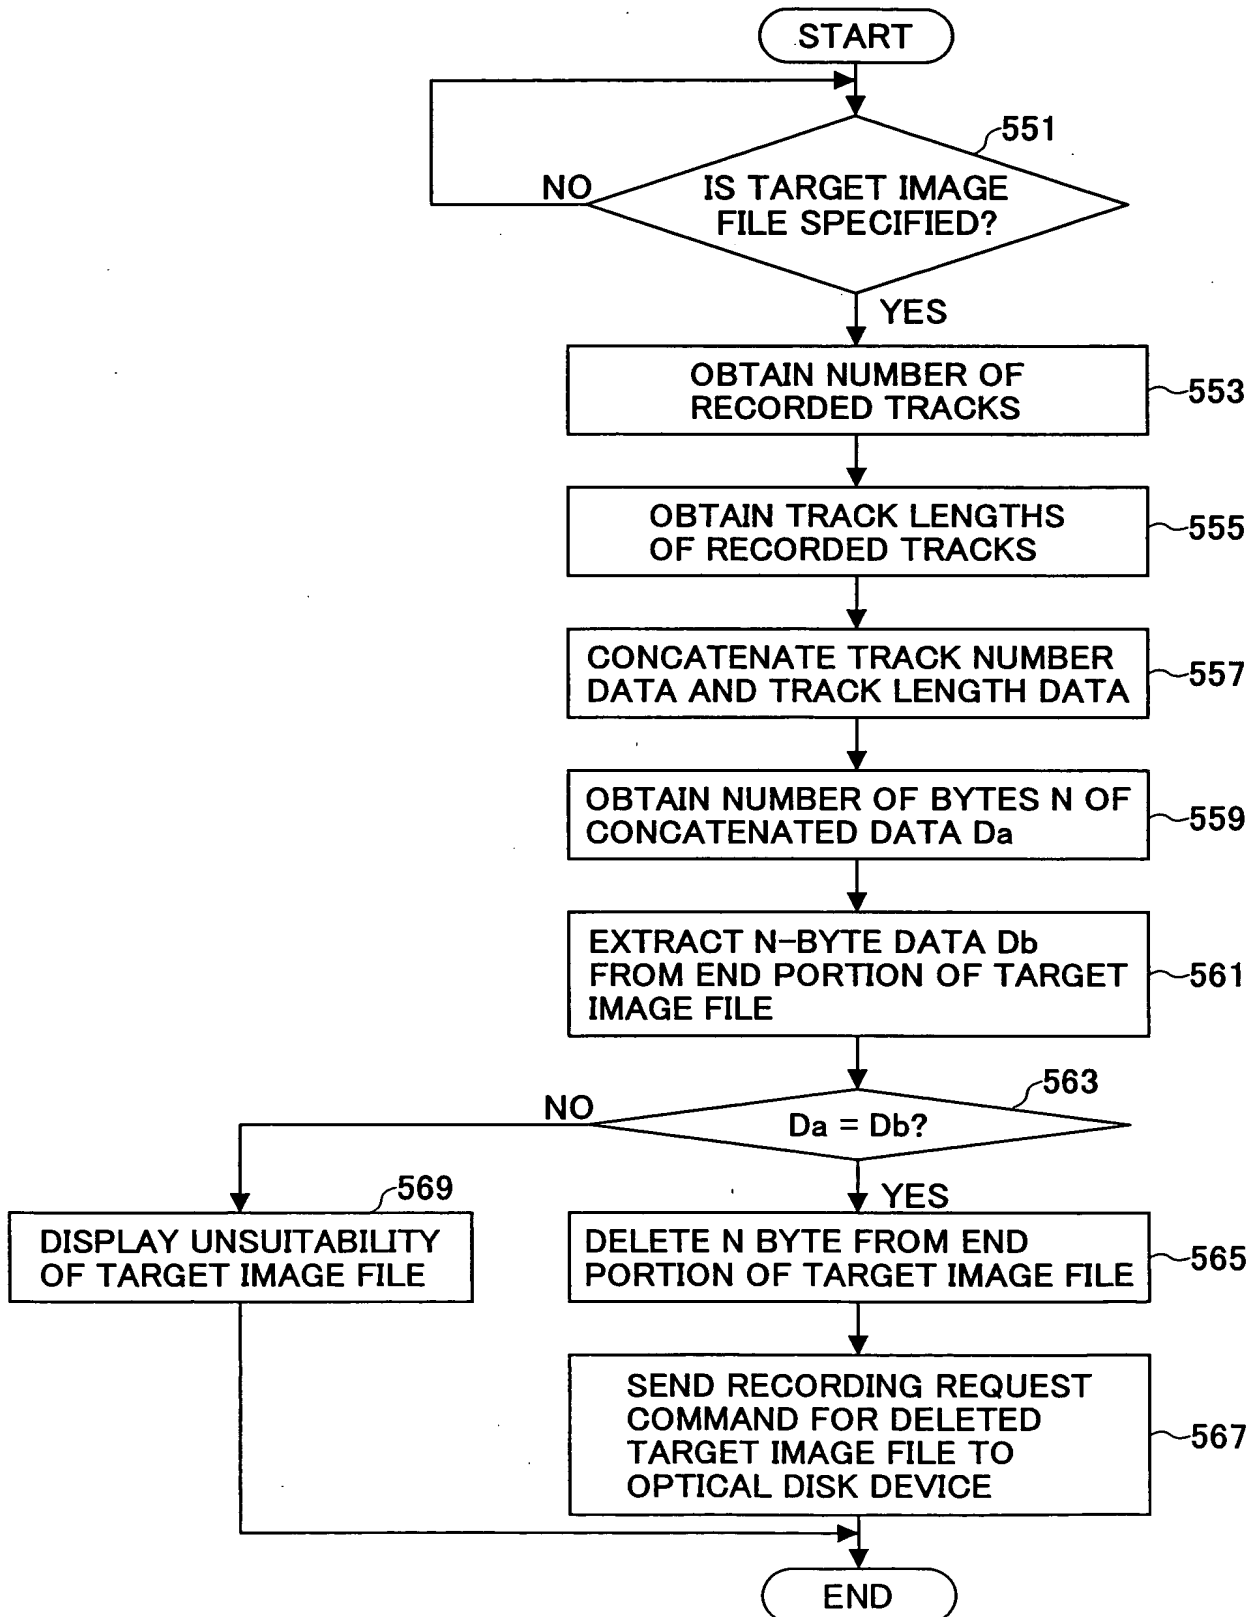 START
551
IS TARGET IMAGE
FILE SPECIFIED?
NO
YES
OBTAIN NUMBER OF
RECORDED TRACKS
553
OBTAIN TRACK LENGTHS
OF RECORDED TRACKS
555
CONCATENATE TRACK NUMBER
DATA AND TRACK LENGTH DATA
557
OBTAIN NUMBER OF BYTES N OF
CONCATENATED DATA Da
559
EXTRACT N-BYTE DATA Db
FROM END PORTION OF TARGET
IMAGE FILE
561
563
NO
Da = Db?
YES
569
DISPLAY UNSUITABILITY
OF TARGET IMAGE FILE
DELETE N BYTE FROM END
PORTION OF TARGET IMAGE FILE
565
SEND RECORDING REQUEST
COMMAND FOR DELETED
TARGET IMAGE FILE TO
OPTICAL DISK DEVICE
567
END